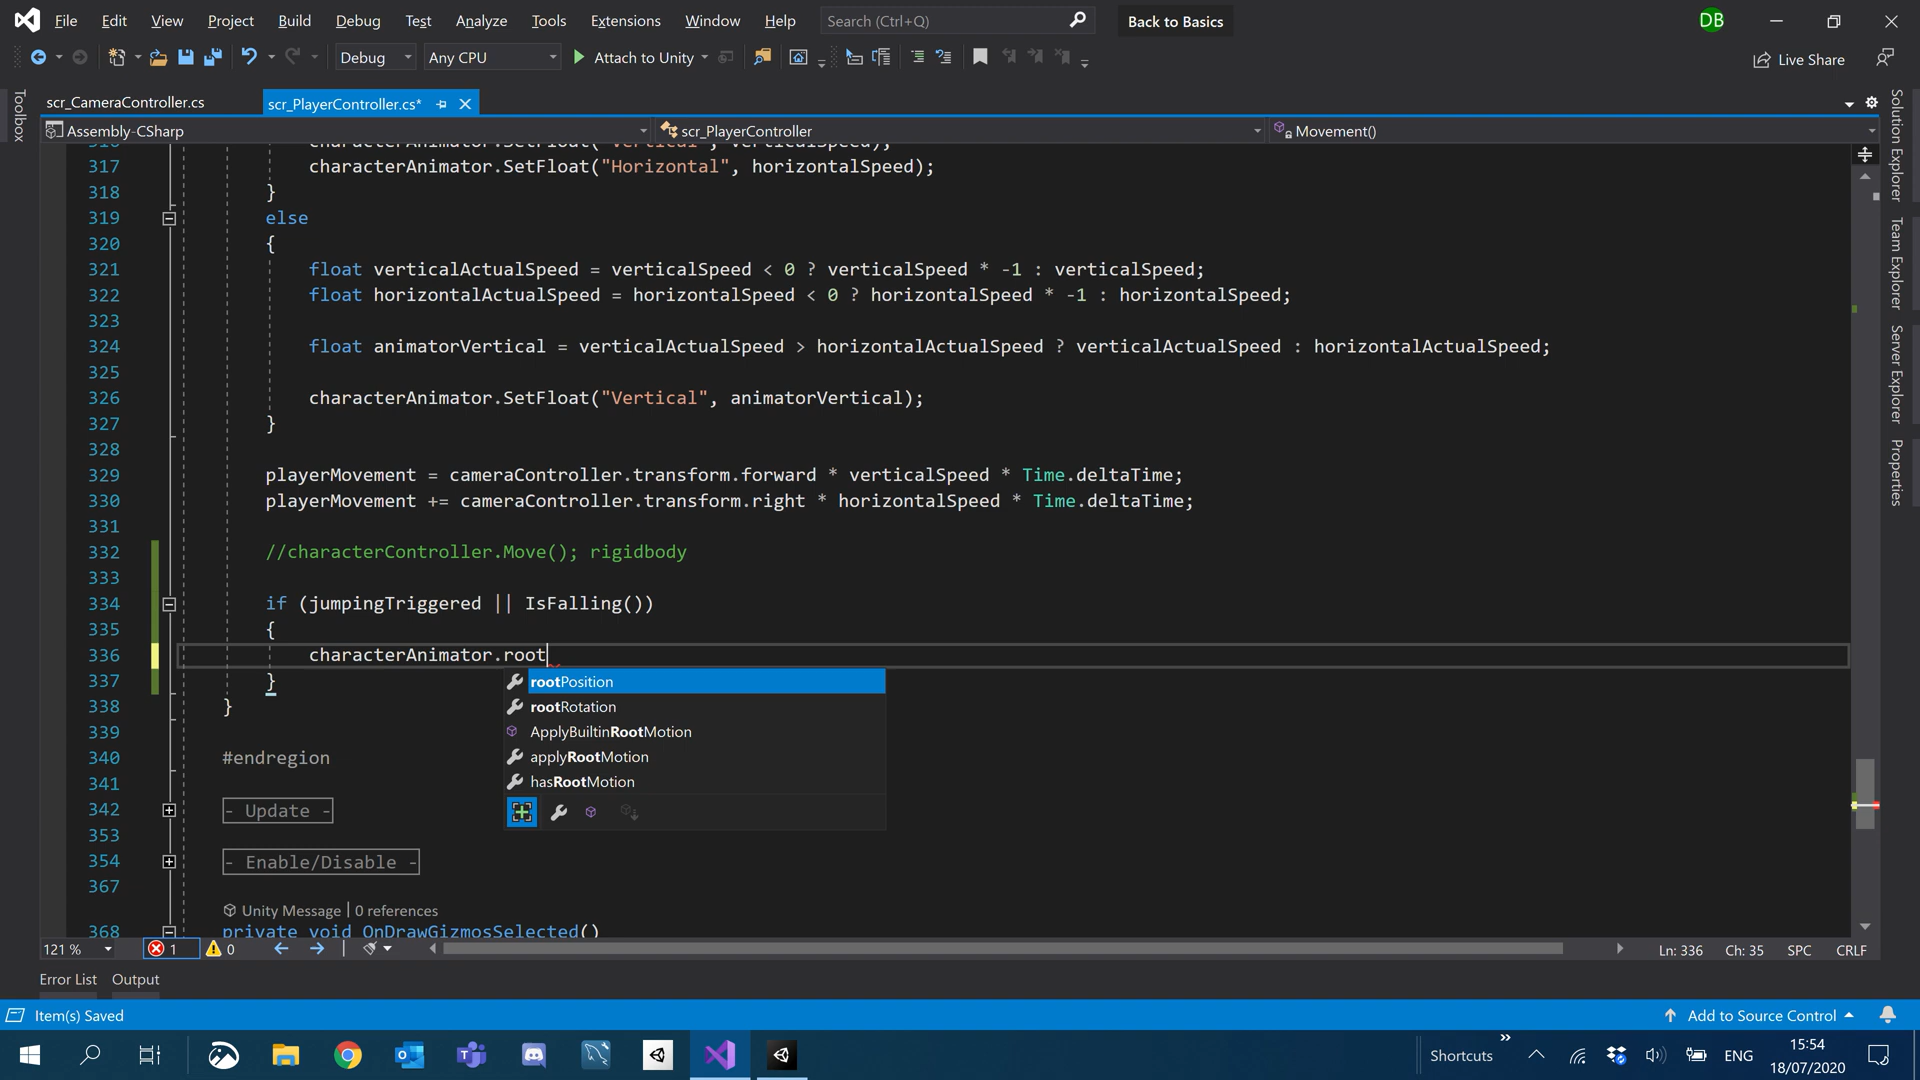 File Edit View Project Build Debug Test Analyze Tools Extensions Window Help Search (Ctrl+Q) Back to Basics DB
Debug Any CPU Attach to Unity Live Share
Toolbox
scr_CameraController.cs scr_PlayerController.cs*
Assembly-CSharp scr_PlayerController Movement()
316 characterAnimator.SetFloat("Vertical", verticalSpeed);
317 characterAnimator.SetFloat("Horizontal", horizontalSpeed);
318 }
319 else
320 {
321 float verticalActualSpeed = verticalSpeed < 0 ? verticalSpeed * -1 : verticalSpeed;
322 float horizontalActualSpeed = horizontalSpeed < 0 ? horizontalSpeed * -1 : horizontalSpeed;
323
324 float animatorVertical = verticalActualSpeed > horizontalActualSpeed ? verticalActualSpeed : horizontalActualSpeed;
325
326 characterAnimator.SetFloat("Vertical", animatorVertical);
327 }
328
329 playerMovement = cameraController.transform.forward * verticalSpeed * Time.deltaTime;
330 playerMovement += cameraController.transform.right * horizontalSpeed * Time.deltaTime;
331
332 //characterController.Move(); rigidbody
333
334 if (jumpingTriggered || IsFalling())
335 {
336 characterAnimator.root
337 }
rootPosition
rootRotation
ApplyBuiltinRootMotion
applyRootMotion
hasRootMotion
338 }
339
340 #endregion
341
342 - Update -
353
354 - Enable/Disable -
367
Unity Message | 0 references
368 private void OnDrawGizmosSelected()
Solution Explorer
Team Explorer
Server Explorer
Properties
121 % 1 0 Ln: 336 Ch: 35 SPC CRLF
Error List Output
Item(s) Saved Add to Source Control
Shortcuts ENG 15:54
18/07/2020